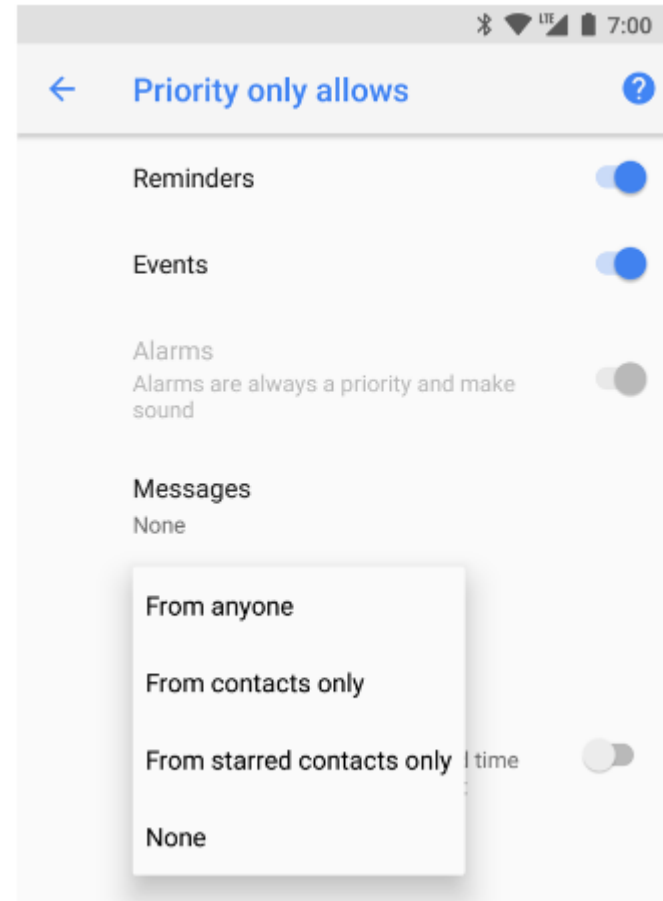 LTE 7:00
Priority only allows
Reminders
Events
Alarms
Alarms are always a priority and make
sound
Messages
None
From anyone
From contacts only
From starred contacts only
time
None